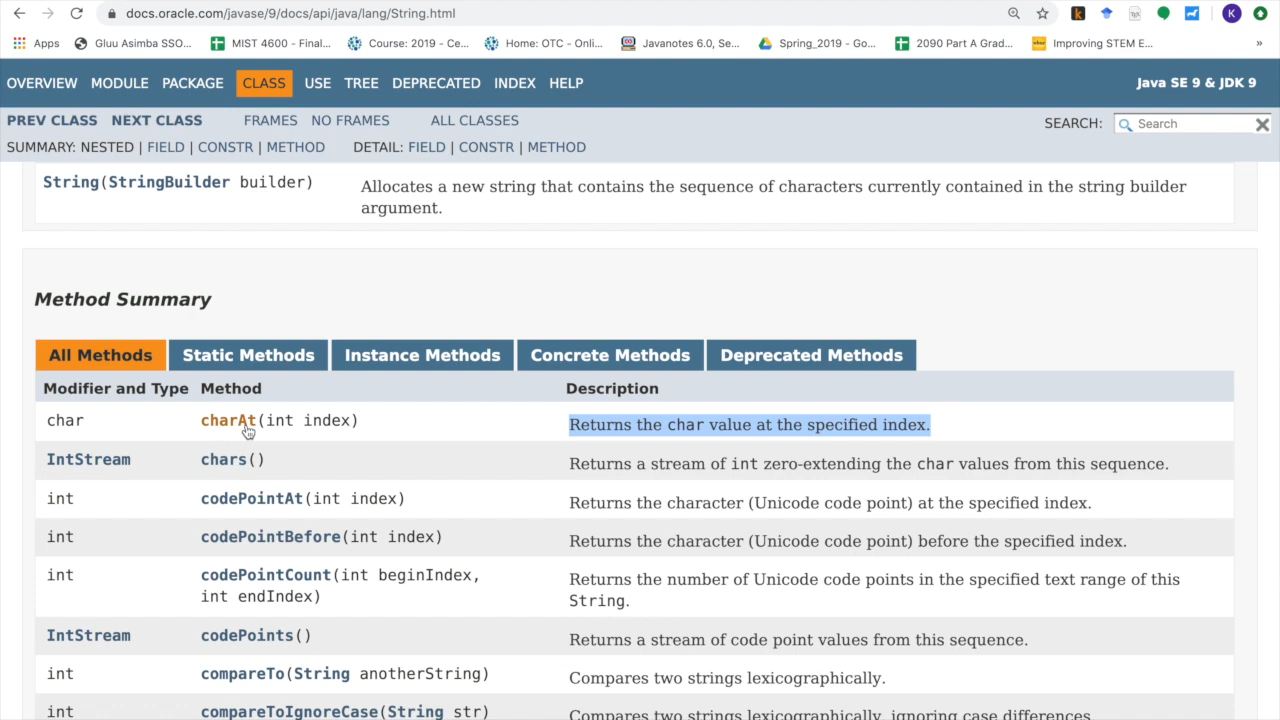 docs.oracle.com/javase/9/docs/api/java/lang/String.html
K
Apps Gluu Asimba SSO... MIST 4600 - Final... Course: 2019 - Ce... Home: OTC - Onli... Javanotes 6.0, Se... Spring_2019 - Go... 2090 Part A Grad... Improving STEM E... »
OVERVIEW MODULE PACKAGE CLASS USE TREE DEPRECATED INDEX HELP Java SE 9 & JDK 9
PREV CLASS NEXT CLASS FRAMES NO FRAMES ALL CLASSES SEARCH: Search
SUMMARY: NESTED | FIELD | CONSTR | METHOD DETAIL: FIELD | CONSTR | METHOD
String(StringBuilder builder) Allocates a new string that contains the sequence of characters currently contained in the string builder
argument.
Method Summary
All Methods Static Methods Instance Methods Concrete Methods Deprecated Methods
Modifier and Type Method Description
char charAt(int index) Returns the char value at the specified index.
IntStream chars() Returns a stream of int zero-extending the char values from this sequence.
int codePointAt(int index) Returns the character (Unicode code point) at the specified index.
int codePointBefore(int index) Returns the character (Unicode code point) before the specified index.
int codePointCount(int beginIndex, Returns the number of Unicode code points in the specified text range of this
int endIndex) String.
IntStream codePoints() Returns a stream of code point values from this sequence.
int compareTo(String anotherString) Compares two strings lexicographically.
int compareToIgnoreCase(String str) Compares two strings lexicographically, ignoring case differences.